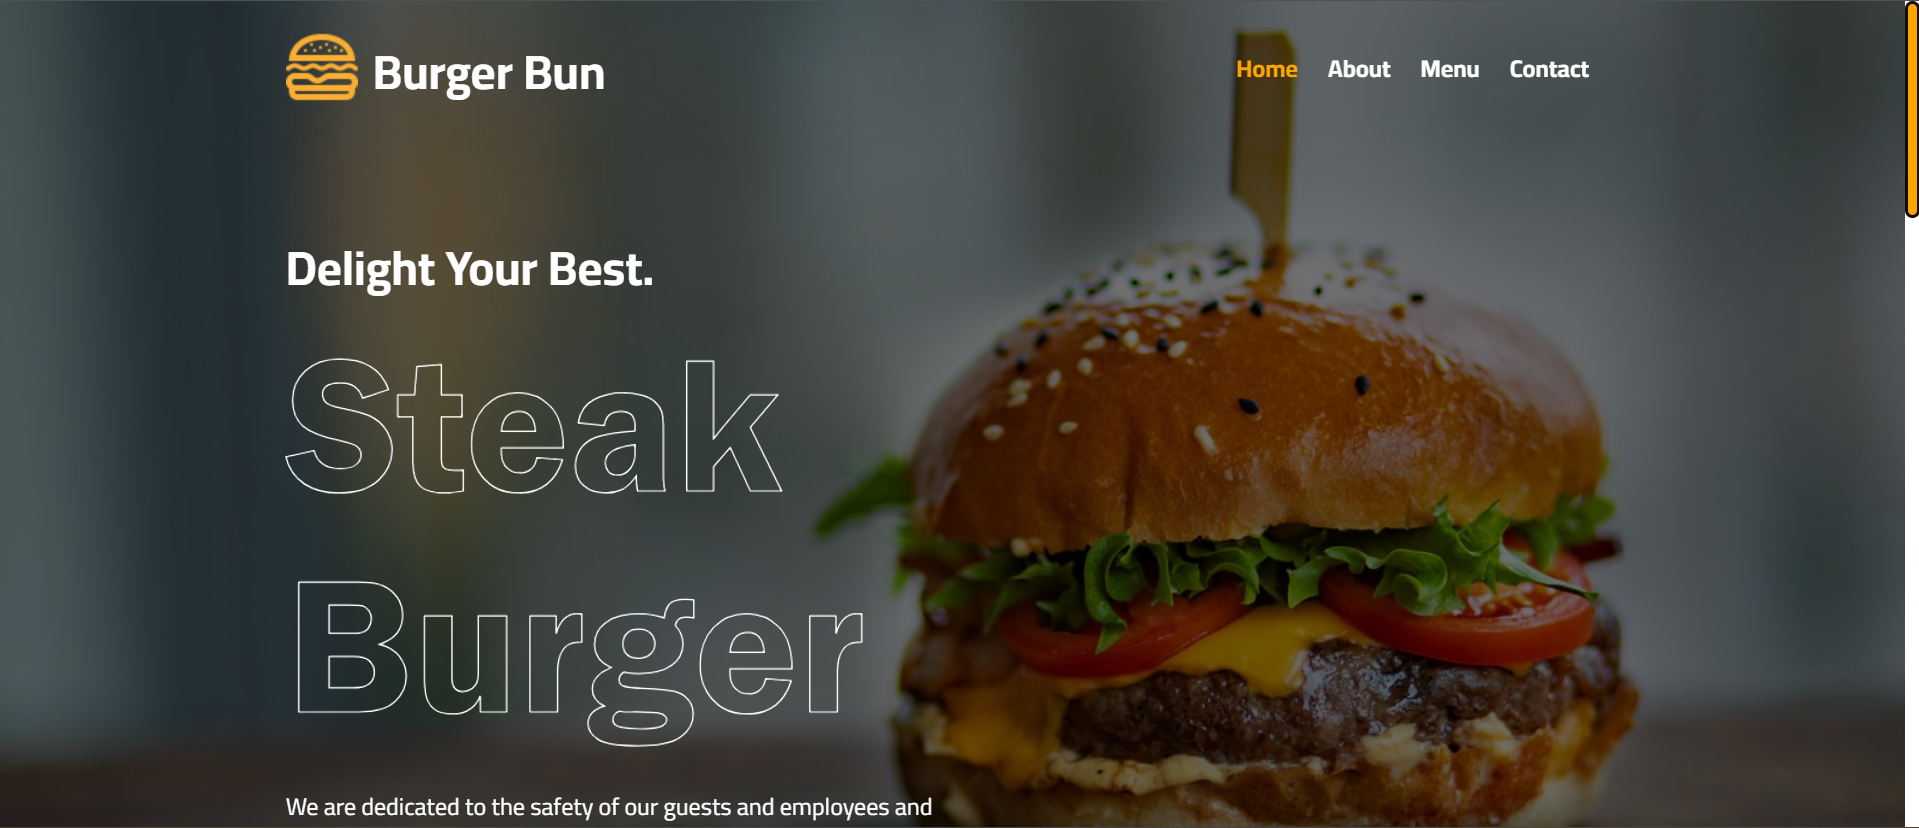 Burger Bun
Home About Menu Contact
Delight Your Best.
Steak
Burger
We are dedicated to the safety of our guests and employees and